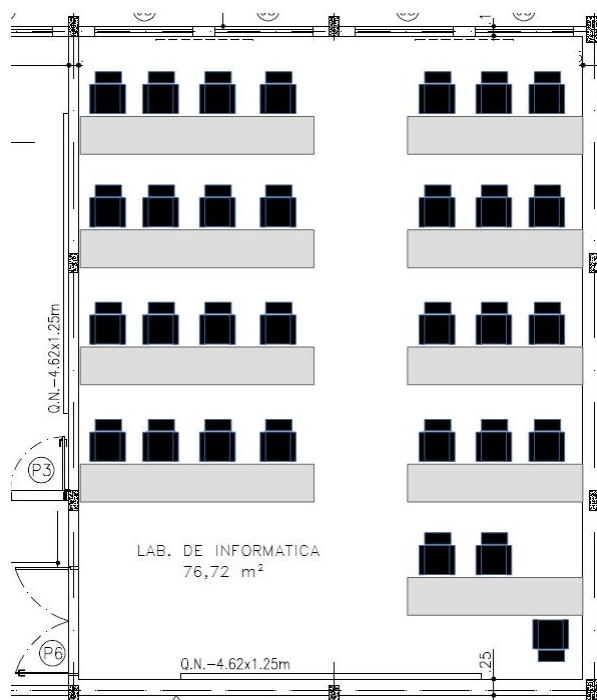 Q.N.-4.62x1.25m
P3
LAB. DE INFORMATICA
76,72 m²
P6
Q.N.-4.62x1.25m
.25